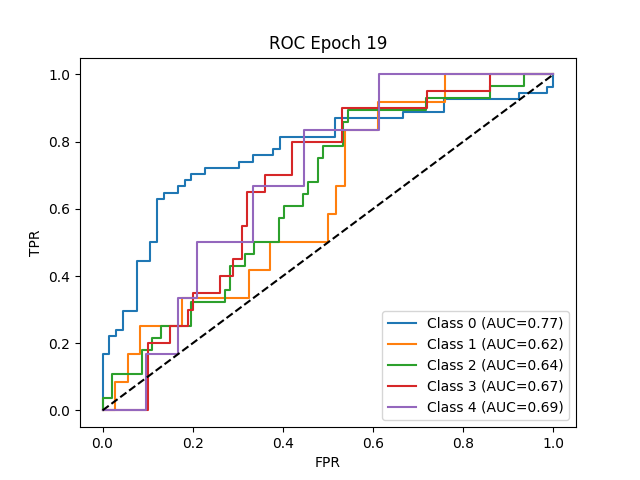 ROC Epoch 19
1.0
0.8
0.6
0.4
0.2
0.0
TPR
Class 0 (AUC=0.77)
Class 1 (AUC=0.62)
Class 2 (AUC=0.64)
Class 3 (AUC=0.67)
Class 4 (AUC=0.69)
0.0 0.2 0.4 0.6 0.8 1.0
FPR